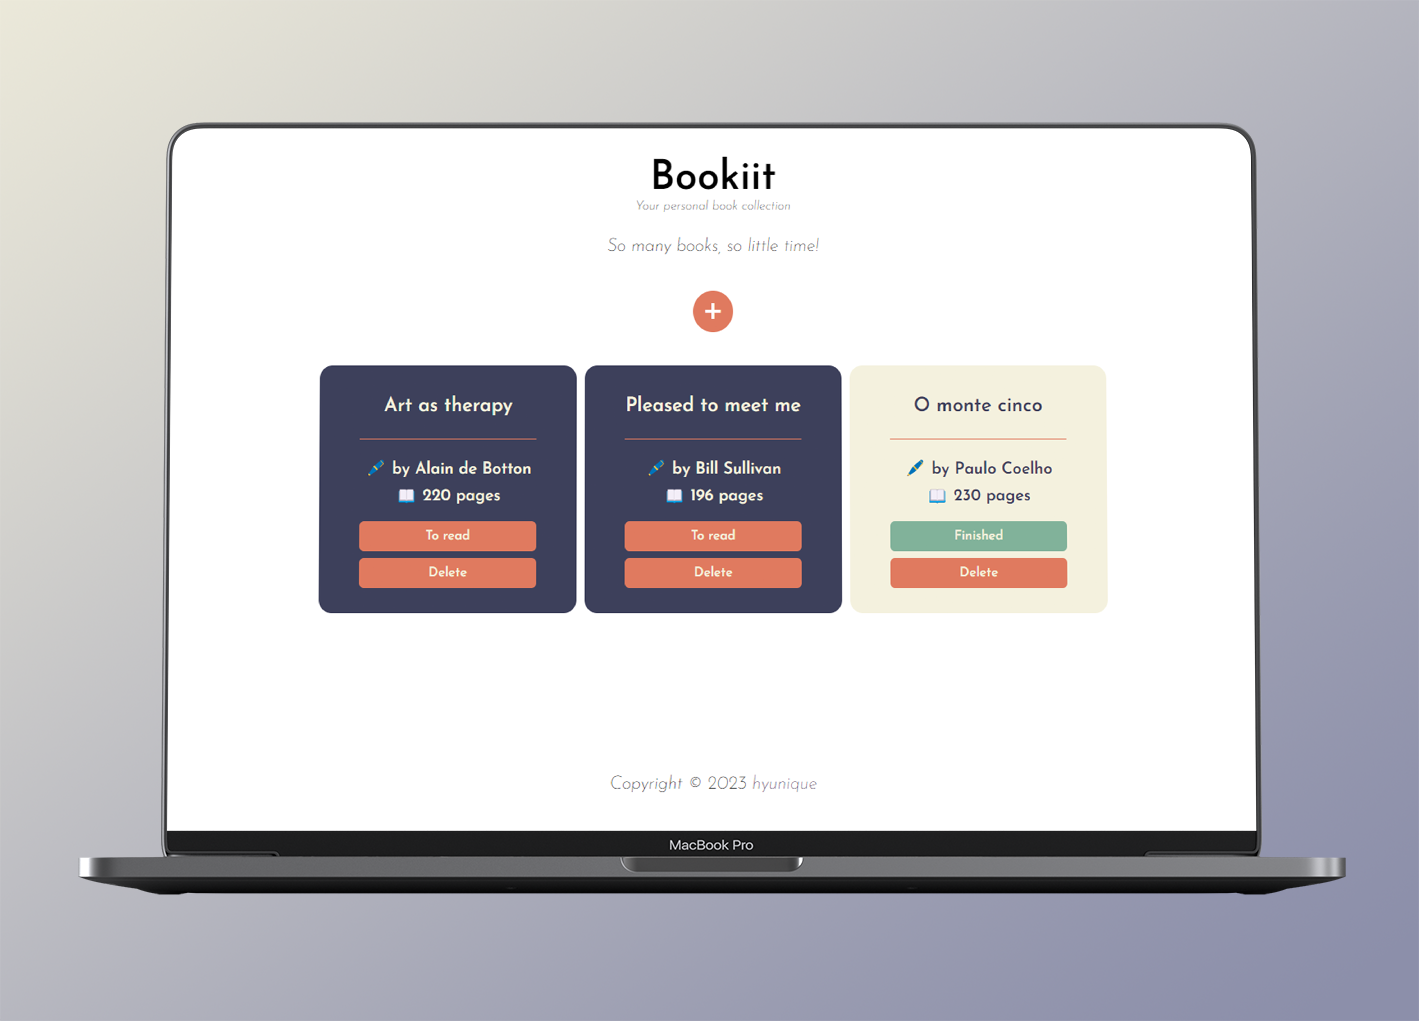 Bookiit
Your personal book collection
So many books, so little time!
+
Art as therapy
by Alain de Botton
220 pages
To read
Delete
Pleased to meet me
by Bill Sullivan
196 pages
To read
Delete
O monte cinco
by Paulo Coelho
230 pages
Finished
Delete
Copyright © 2023 hyunique
MacBook Pro